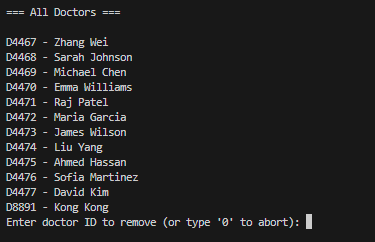 === All Doctors ===
D4467 - Zhang Wei
D4468 - Sarah Johnson
D4469 - Michael Chen
D4470 - Emma Williams
D4471 - Raj Patel
D4472 - Maria Garcia
D4473 - James Wilson
D4474 - Liu Yang
D4475 - Ahmed Hassan
D4476 - Sofia Martinez
D4477 - David Kim
D8891 - Kong Kong
Enter doctor ID to remove (or type '0' to abort):